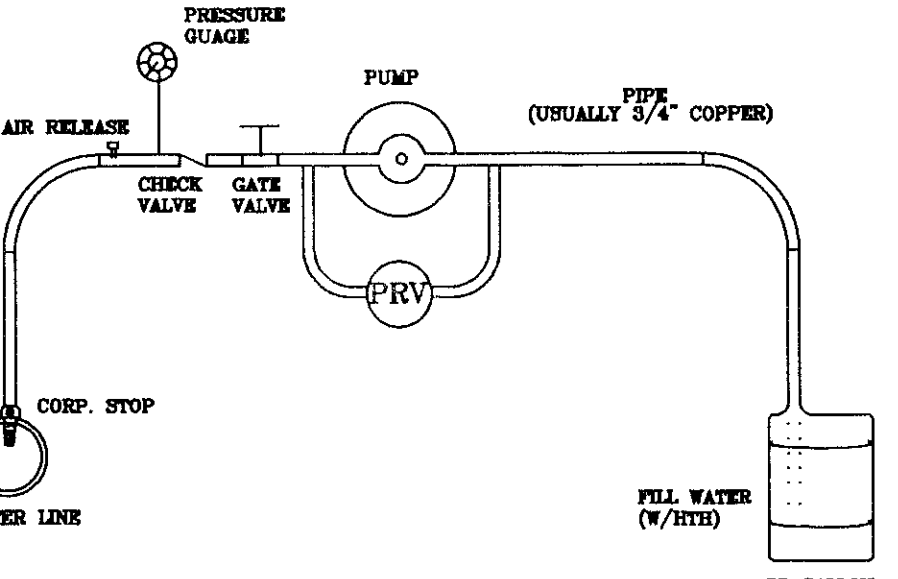 PRESSURE
GUAGE
PUMP
PIPE
(USUALLY 3/4" COPPER)
AIR RELEASE
CHECK
VALVE
GATE
VALVE
PRV
CORP. STOP
FILL WATER
(W/HTH)
LINE